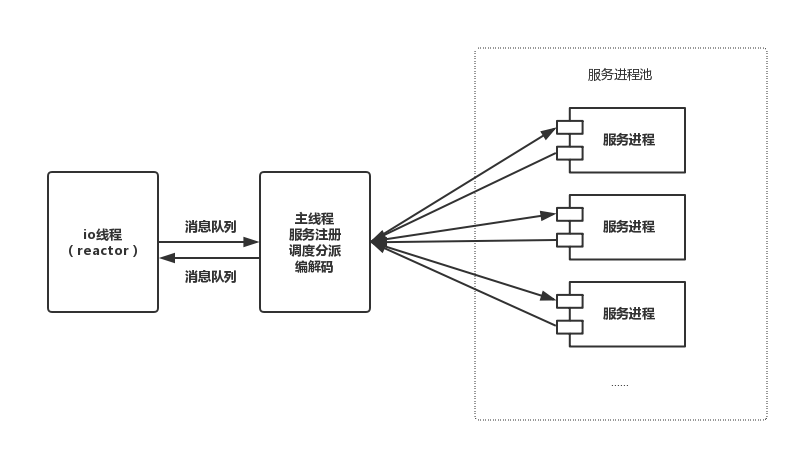 服务进程池
服务进程
io线程
（reactor）
消息队列
消息队列
主线程
服务注册
调度分派
编解码
服务进程
服务进程
......